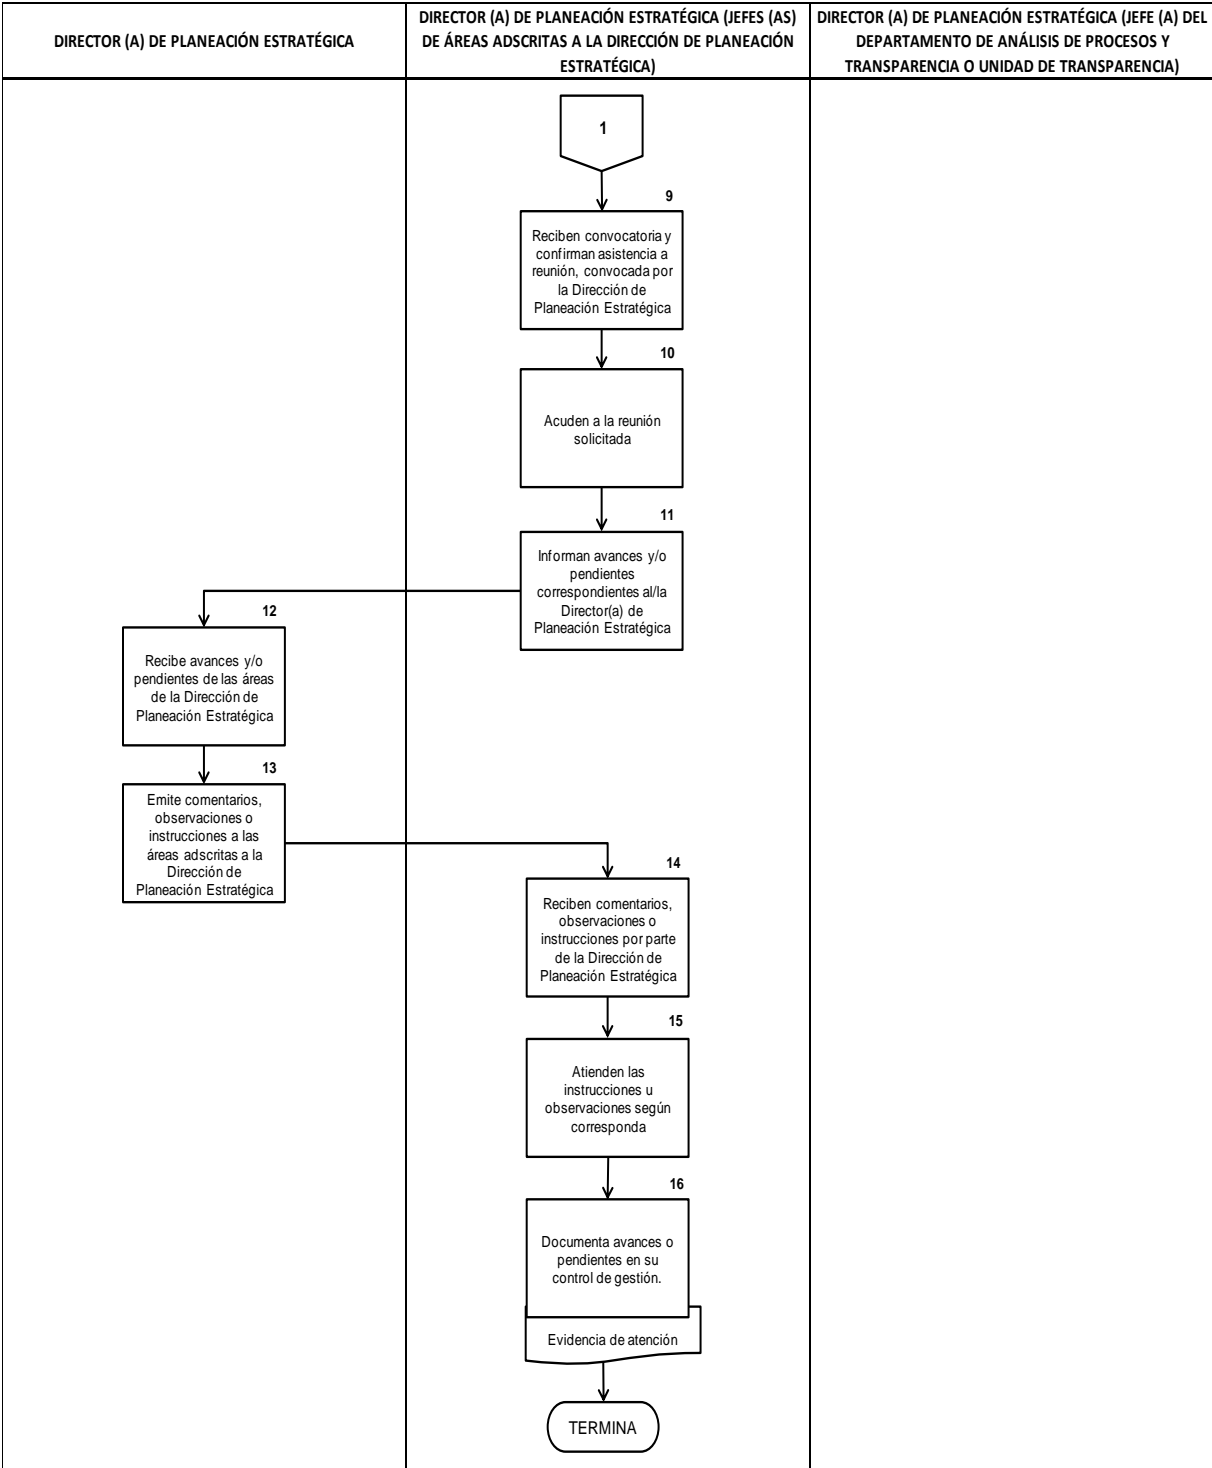 DIRECTOR (A) DE PLANEACIÓN ESTRATÉGICA
DIRECTOR (A) DE PLANEACIÓN ESTRATÉGICA (JEFES (AS)
DE ÁREAS ADSCRITAS A LA DIRECCIÓN DE PLANEACIÓN
ESTRATÉGICA)
DIRECTOR (A) DE PLANEACIÓN ESTRATÉGICA (JEFE (A) DEL
DEPARTAMENTO DE ANÁLISIS DE PROCESOS Y
TRANSPARENCIA O UNIDAD DE TRANSPARENCIA)
1
9
Reciben convocatoria y
confirman asistencia a
reunión, convocada por
la Dirección de
Planeación Estratégica
10
Acuden a la reunión
solicitada
11
Informan avances y/o
pendientes
correspondientes al/la
Director(a) de
Planeación Estratégica
12
Recibe avances y/o
pendientes de las áreas
de la Dirección de
Planeación Estratégica
13
Emite comentarios,
observaciones o
instrucciones a las
áreas adscritas a la
Dirección de
Planeación Estratégica
14
Reciben comentarios,
observaciones o
instrucciones por parte
de la Dirección de
Planeación Estratégica
15
Atienden las
instrucciones u
observaciones según
corresponda
16
Documenta avances o
pendientes en su
control de gestión.
Evidencia de atención
TERMINA